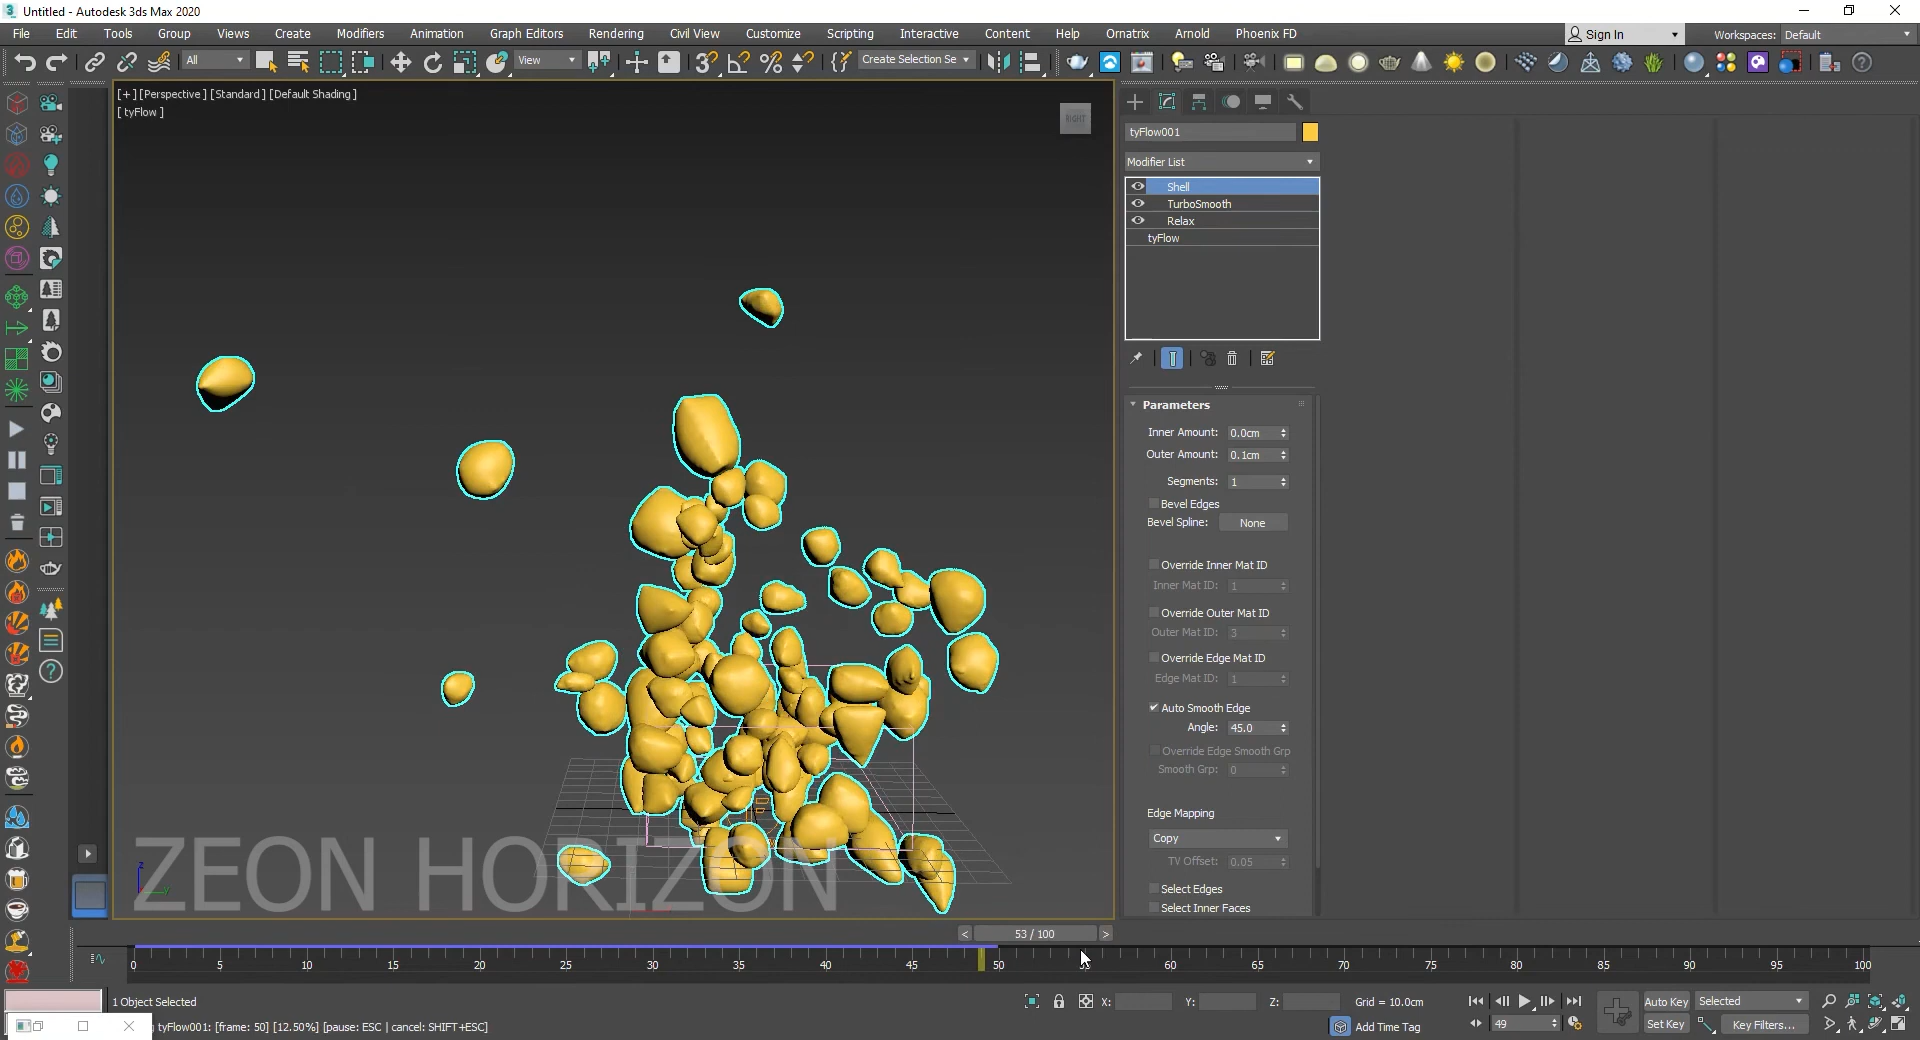 Untitled - Autodesk 3ds Max 2020
File Edit Tools Group Views Create Modifiers Animation Graph Editors Rendering Civil View Customize Scripting Interactive Content Help Ornatrix Arnold Phoenix FD Sign In Workspaces: Default
All View Create Selection Se
[+] [Perspective] [Standard] [Default Shading]
[ tyFlow ]
RIGHT
tyFlow001
Modifier List
Shell
TurboSmooth
Relax
tyFlow
Parameters
Inner Amount: 0.0cm
Outer Amount: 0.1cm
Segments: 1
Bevel Edges
Bevel Spline: None
Override Inner Mat ID
Inner Mat ID: 1
Override Outer Mat ID
Outer Mat ID: 3
Override Edge Mat ID
Edge Mat ID: 1
Auto Smooth Edge
Angle: 45.0
Override Edge Smooth Grp
Smooth Grp: 0
Edge Mapping
Copy
TV Offset: 0.05
Select Edges
Select Inner Faces
ZEON HORIZON
< 53 / 100 >
0 5 10 15 20 25 30 35 40 45 50 55 60 65 70 75 80 85 90 95 100
1 Object Selected X: Y: Z: Grid = 10.0cm Auto Key Selected
tyFlow001: [frame: 50] [12.50%] [pause: ESC | cancel: SHIFT+ESC] Add Time Tag 49 Set Key Key Filters...